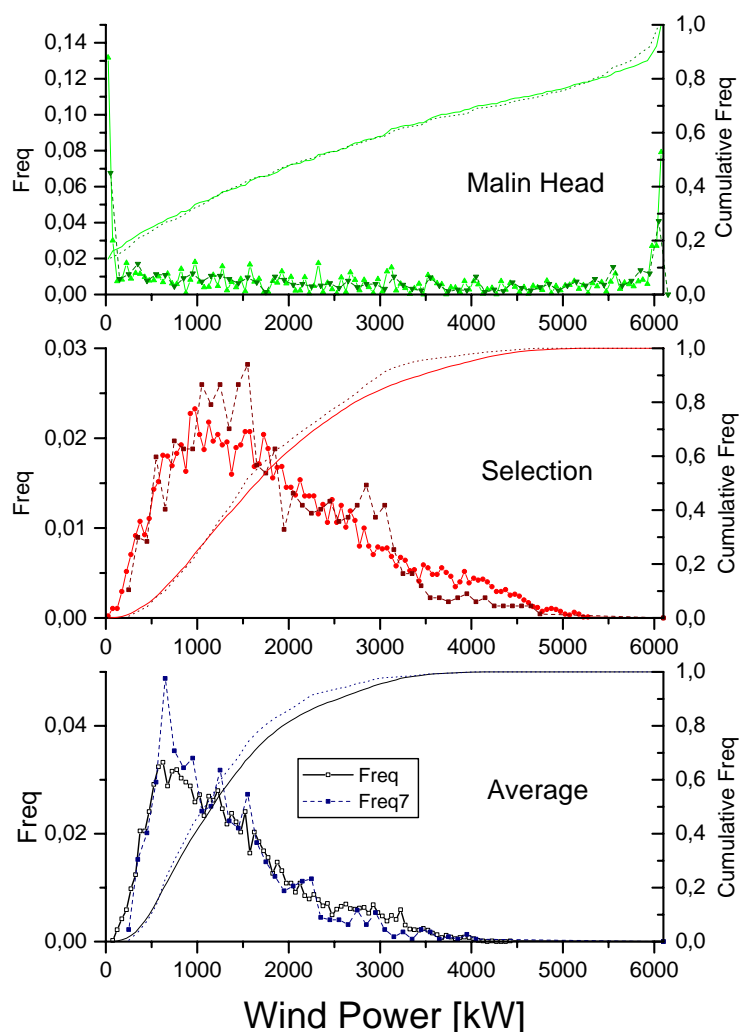 0,14
0,12
0,10
0,08
0,06
0,04
0,02
0,00
Freq
Malin Head
1,0
0,8
0,6
0,4
0,2
0,0
Cumulative Freq
0 1000 2000 3000 4000 5000 6000
0,03
0,02
0,01
0,00
Freq
Selection
1,0
0,8
0,6
0,4
0,2
0,0
Cumulative Freq
0 1000 2000 3000 4000 5000 6000
0,04
0,02
0,00
Freq
Freq
Freq7
Average
1,0
0,8
0,6
0,4
0,2
0,0
Cumulative Freq
0 1000 2000 3000 4000 5000 6000
Wind Power [kW]